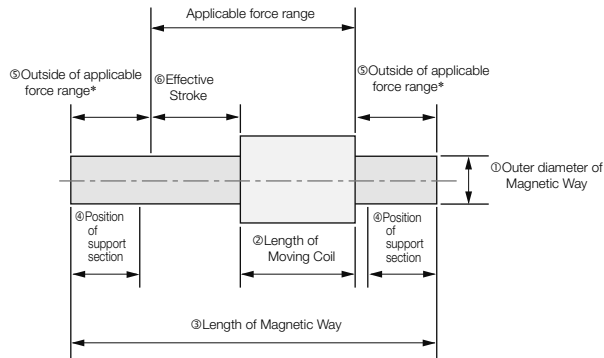 Applicable force range
⑤Outside of applicable
force range*
⑥Effective
Stroke
⑤Outside of applicable
force range*
①Outer diameter of
Magnetic Way
④Position
of
support
section
②Length of
Moving Coil
④Position
of
support
section
③Length of Magnetic Way